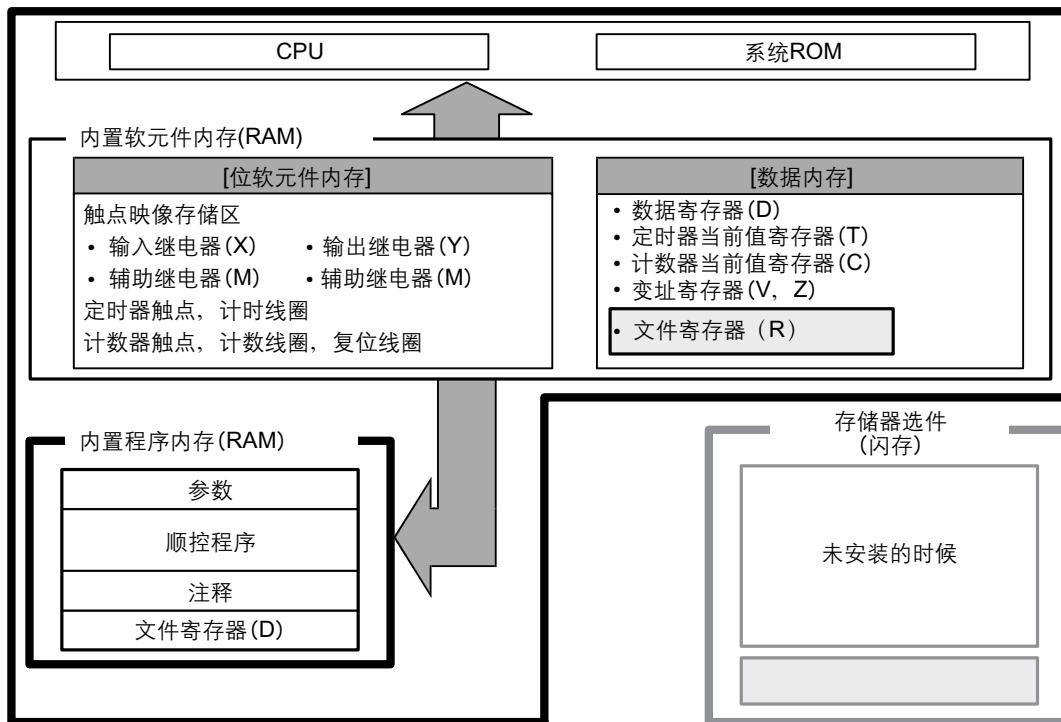 CPU
系统ROM
内置软元件内存(RAM)
[位软元件内存]
触点映像存储区
• 输入继电器(X) • 输出继电器(Y)
• 辅助继电器(M) • 辅助继电器(M)
定时器触点，计时线圈
计数器触点，计数线圈，复位线圈
[数据内存]
• 数据寄存器(D)
• 定时器当前值寄存器(T)
• 计数器当前值寄存器(C)
• 变址寄存器(V，Z)
• 文件寄存器（R）
内置程序内存(RAM)
参数
顺控程序
注释
文件寄存器(D)
存储器选件
(闪存)
未安装的时候